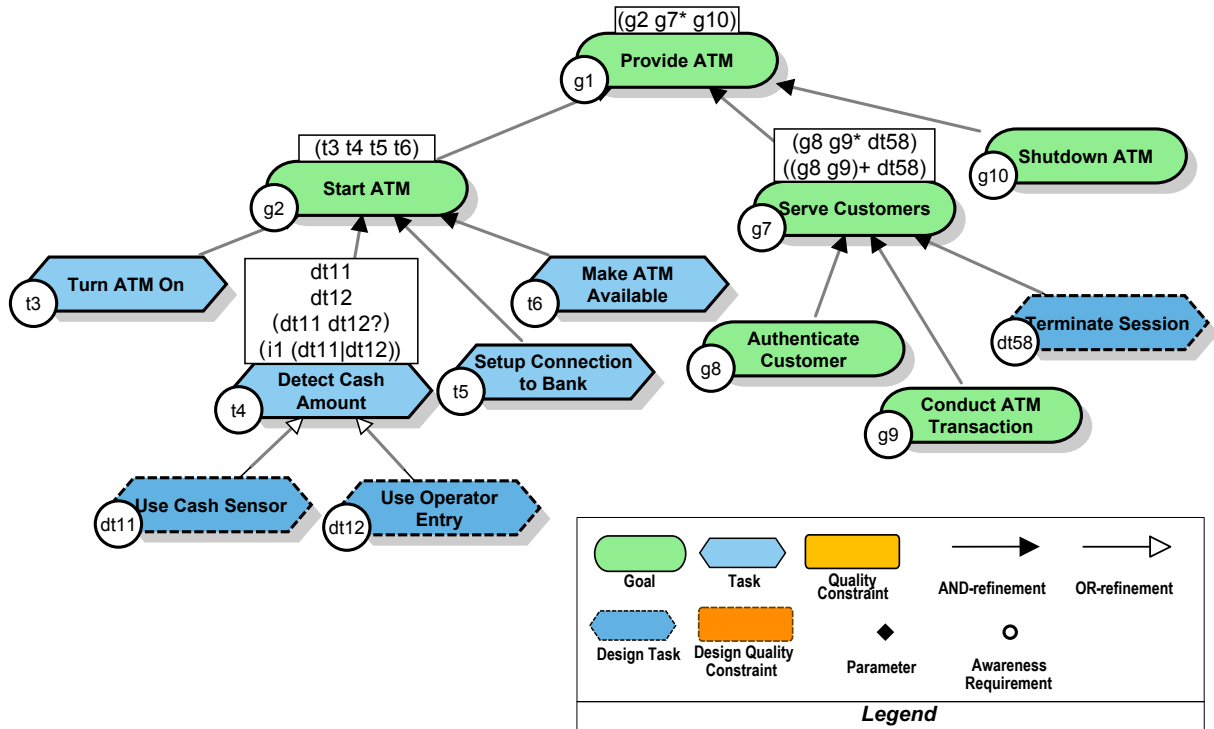 (g2 g7* g10)
Provide ATM
g1
(t3 t4 t5 t6)
Start ATM
g2
(g8 g9* dt58)
((g8 g9)+ dt58)
Serve Customers
g7
Shutdown ATM
g10
Turn ATM On
t3
dt11
dt12
(dt11 dt12?)
(i1 (dt11|dt12))
Detect Cash
Amount
t4
Setup Connection
to Bank
t5
Make ATM
Available
t6
Authenticate
Customer
g8
Terminate Session
dt58
Conduct ATM
Transaction
g9
Use Cash Sensor
dt11
Use Operator
Entry
dt12
Goal
Task
Quality
Constraint
AND-refinement
OR-refinement
Design Task
Design Quality
Constraint
Parameter
Awareness
Requirement
Legend